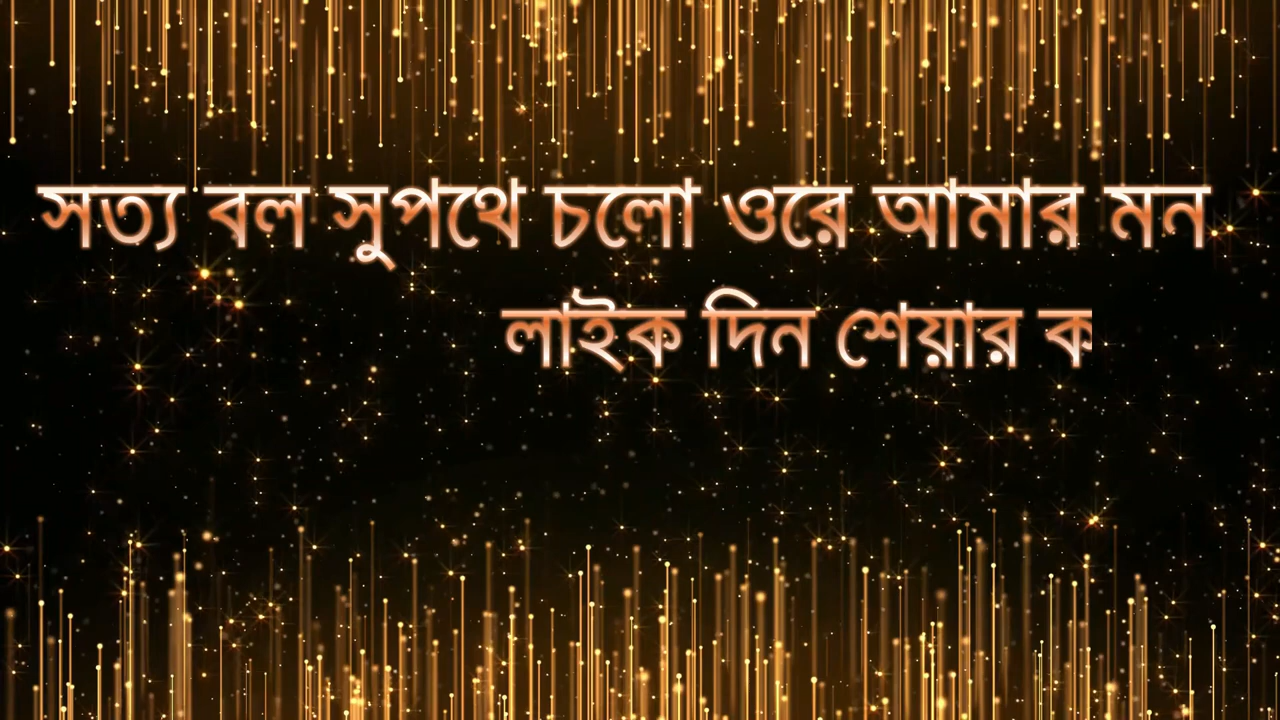 সত্য বল সুপথে চলো ওরে আমার মন
লাইক দিন শেয়ার ক